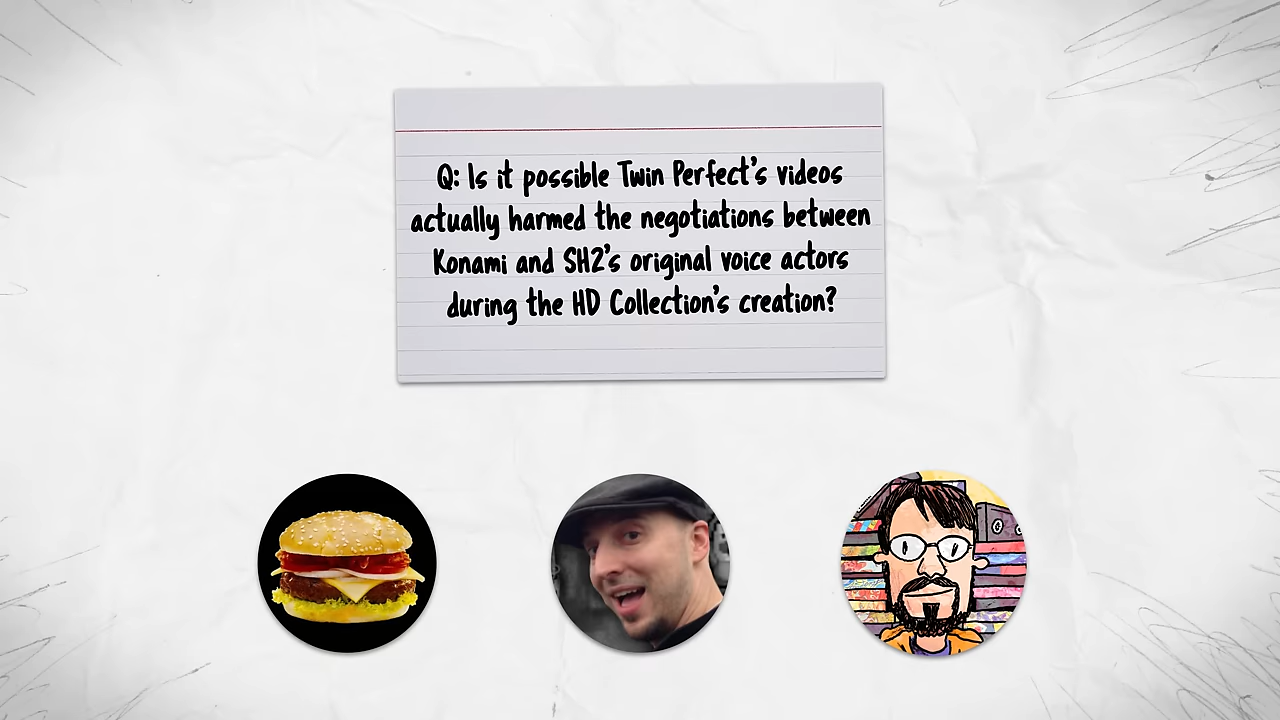 Q: Is it possible Twin Perfect's videos
actually harmed the negotiations between
Konami and SH2's original voice actors
during the HD Collection's creation?